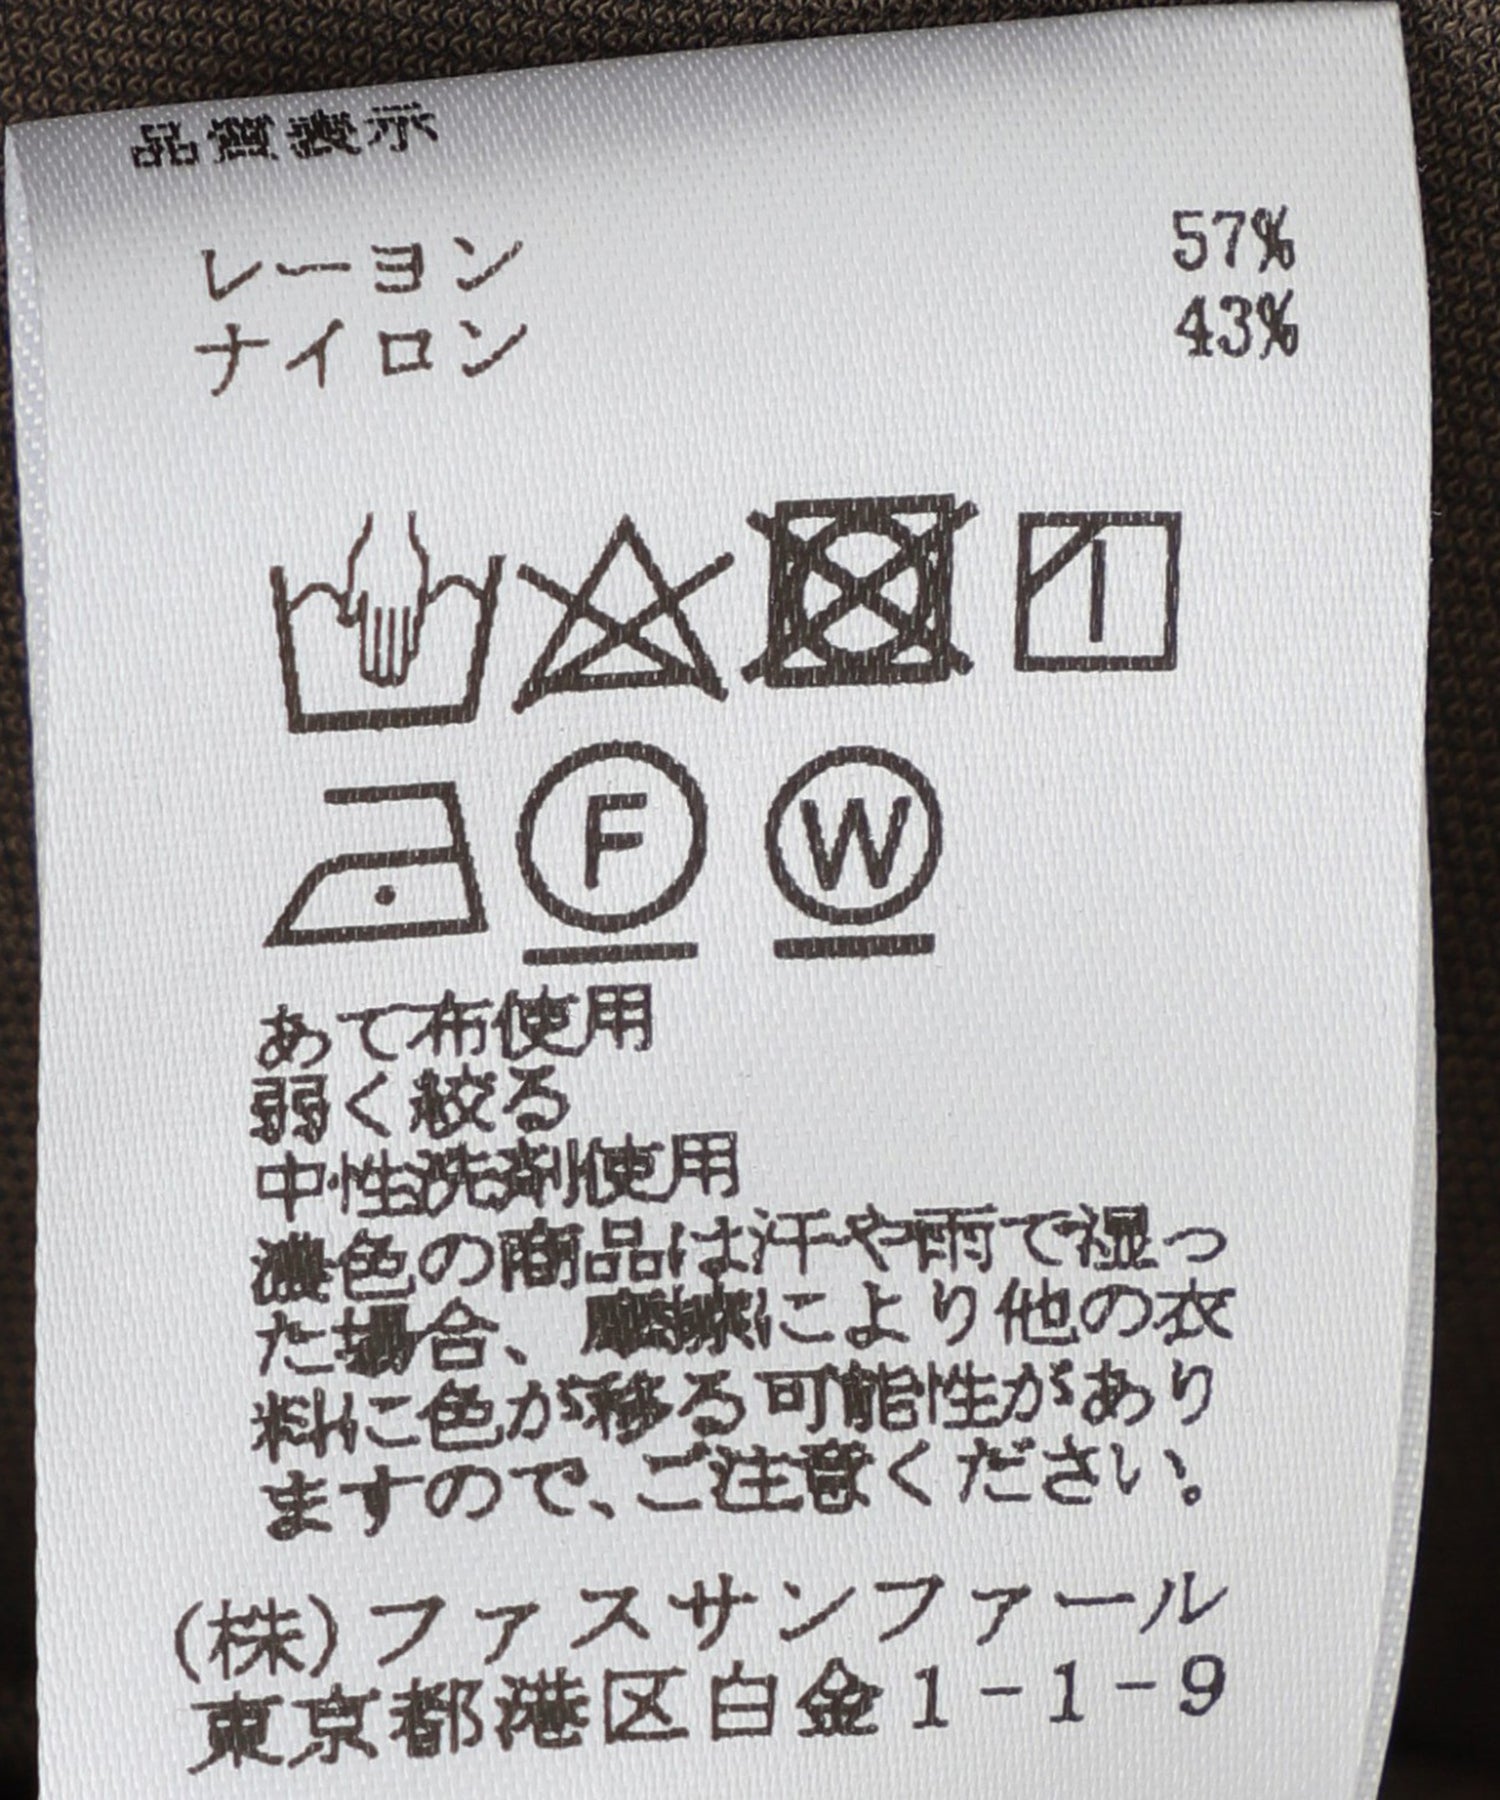 品質表示
レーヨン 57%
ナイロン 43%
F W
あて布使用
弱く絞る
中性洗剤使用
濃色の商品は汗や雨で湿っ
た場合、摩擦により他の衣
料に色が移る可能性があり
ますので、ご注意ください。
(株)ファスサンファール
東京都港区白金1-1-9